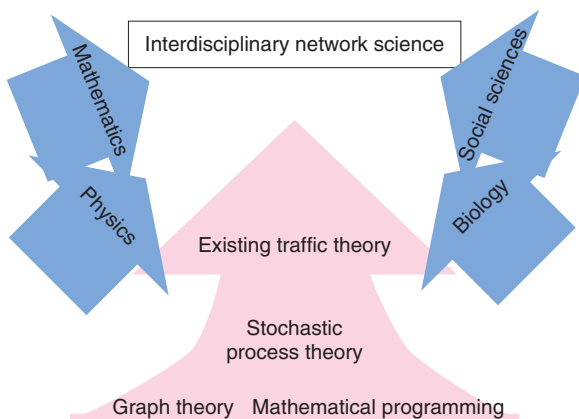 Interdisciplinary network science
Mathematics
Social sciences
Physics
Biology
Existing traffic theory
Stochastic
process theory
Graph theory
Mathematical programming